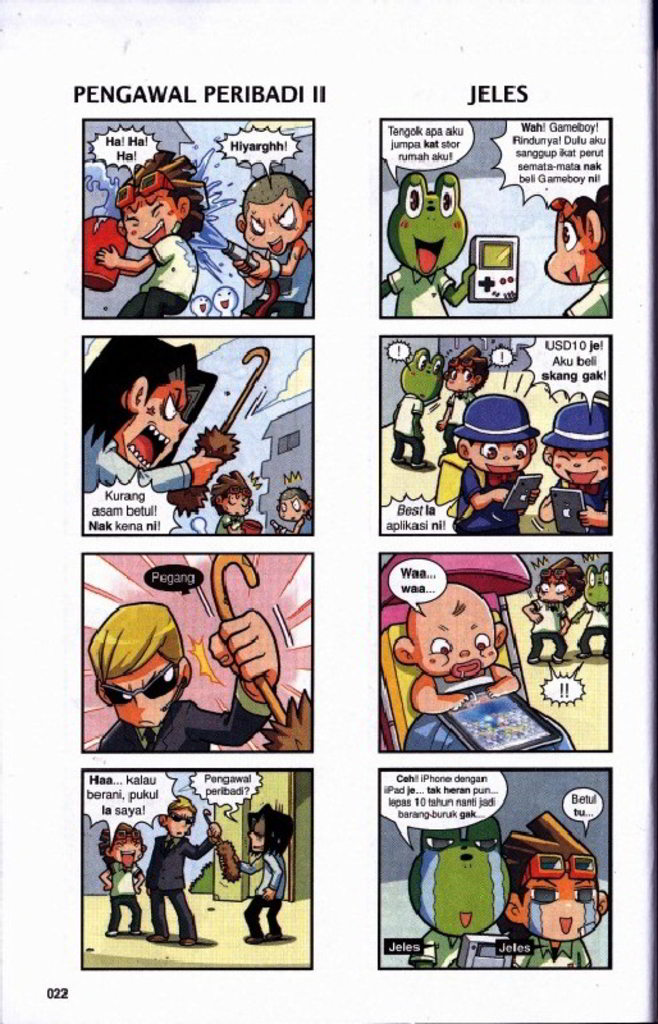 PENGAWAL PERIBADI II
Ha! Ha!
Ha!
Hiyarghh!
Kurang
asam betul!
Nak kena ni!
Pegang
Haa... kalau
berani, pukul
la saya!
Pengawal
peribadi?
JELES
Tengok apa aku
jumpa kat stor
rumah aku!
Wah! Gameboy!
Rindunya! Dulu aku
sanggup ikat perut
semata-mata nak
beli Gameboy ni!
!
!
USD10 je!
Aku beli
skang gak!
Best la
aplikasi ni!
Waa...
waa...
!!
Ceh!! iPhone dengan
iPad je... tak heran pun...
lepas 10 tahun nanti jadi
barang buruk gak...
Betul
tu...
Jeles
Jeles
022